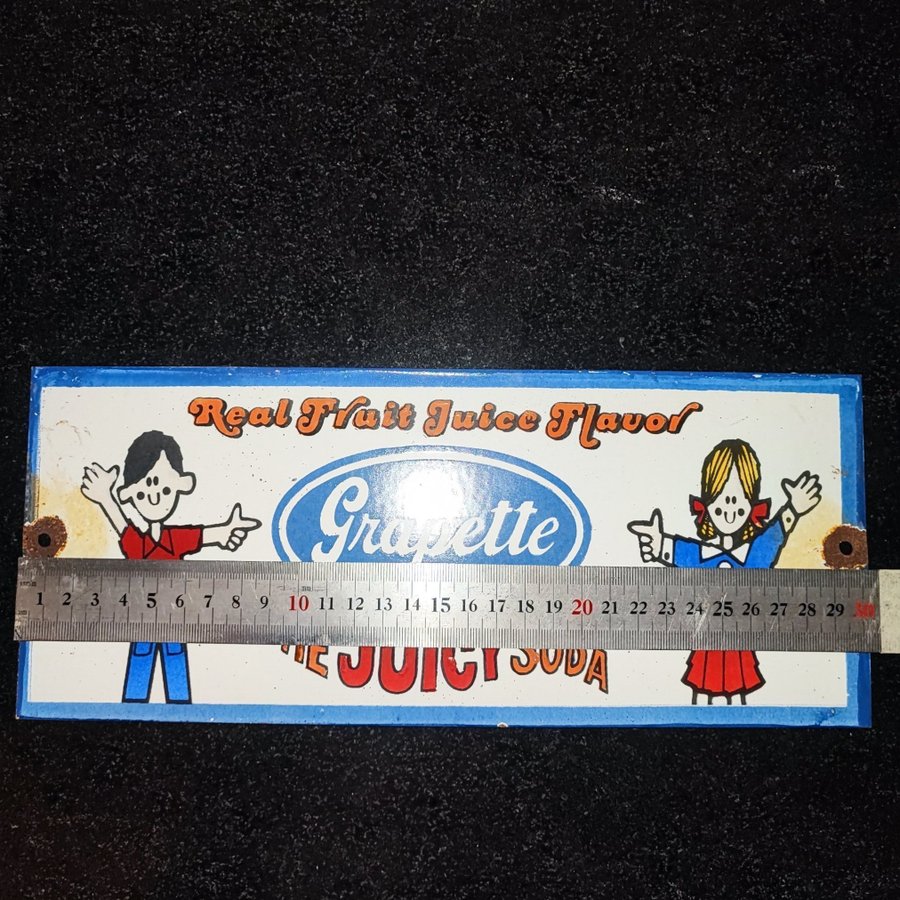 Real Fruit Juice Flavor
Grapette
1 2 3 4 5 6 7 8 9 10 11 12 13 14 15 16 17 18 19 20 21 22 23 24 25 26 27 28 29 30
JUICY SODA